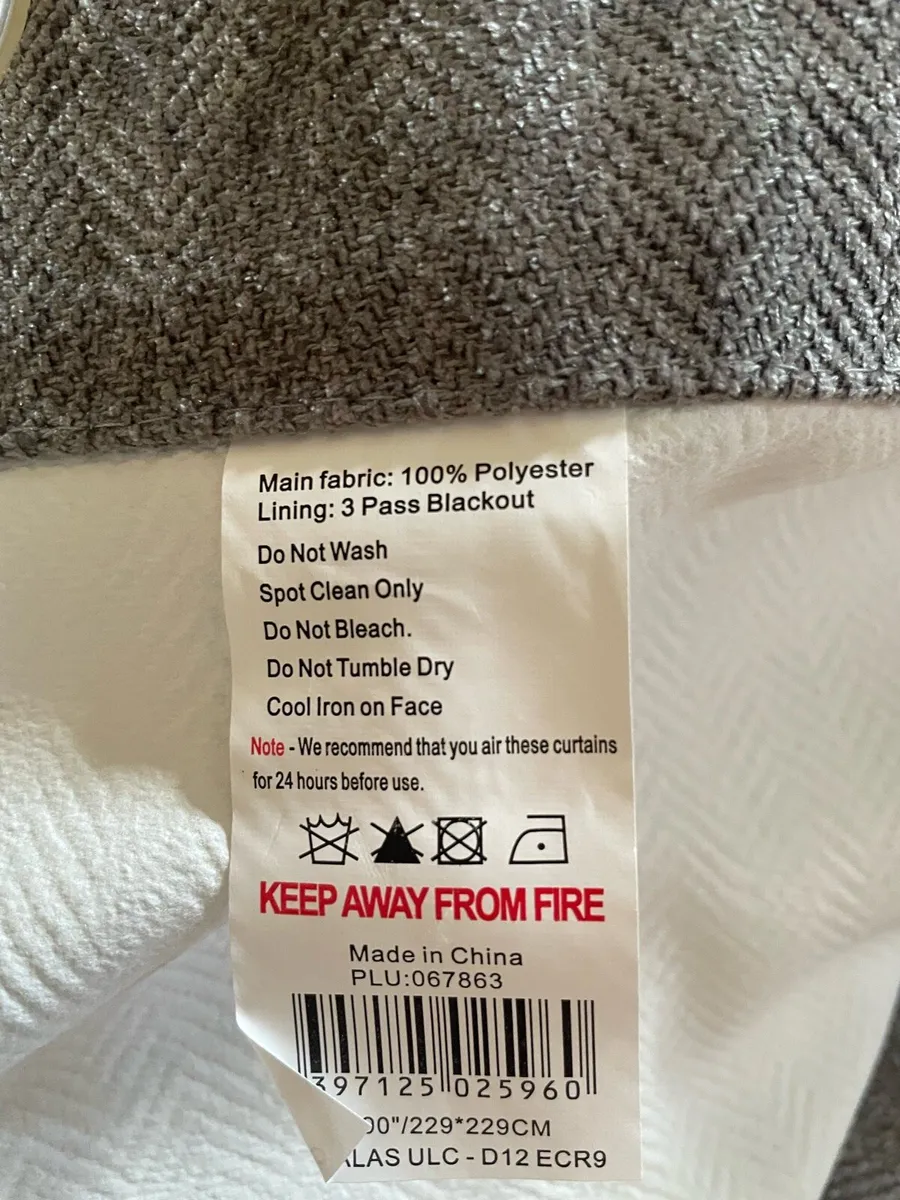 Main fabric: 100% Polyester
Lining: 3 Pass Blackout
Do Not Wash
Spot Clean Only
Do Not Bleach.
Do Not Tumble Dry
Cool Iron on Face
Note - We recommend that you air these curtains
for 24 hours before use.
KEEP AWAY FROM FIRE
Made in China
PLU:067863
397125 025960
00"/229*229CM
ULC - D12 ECR9